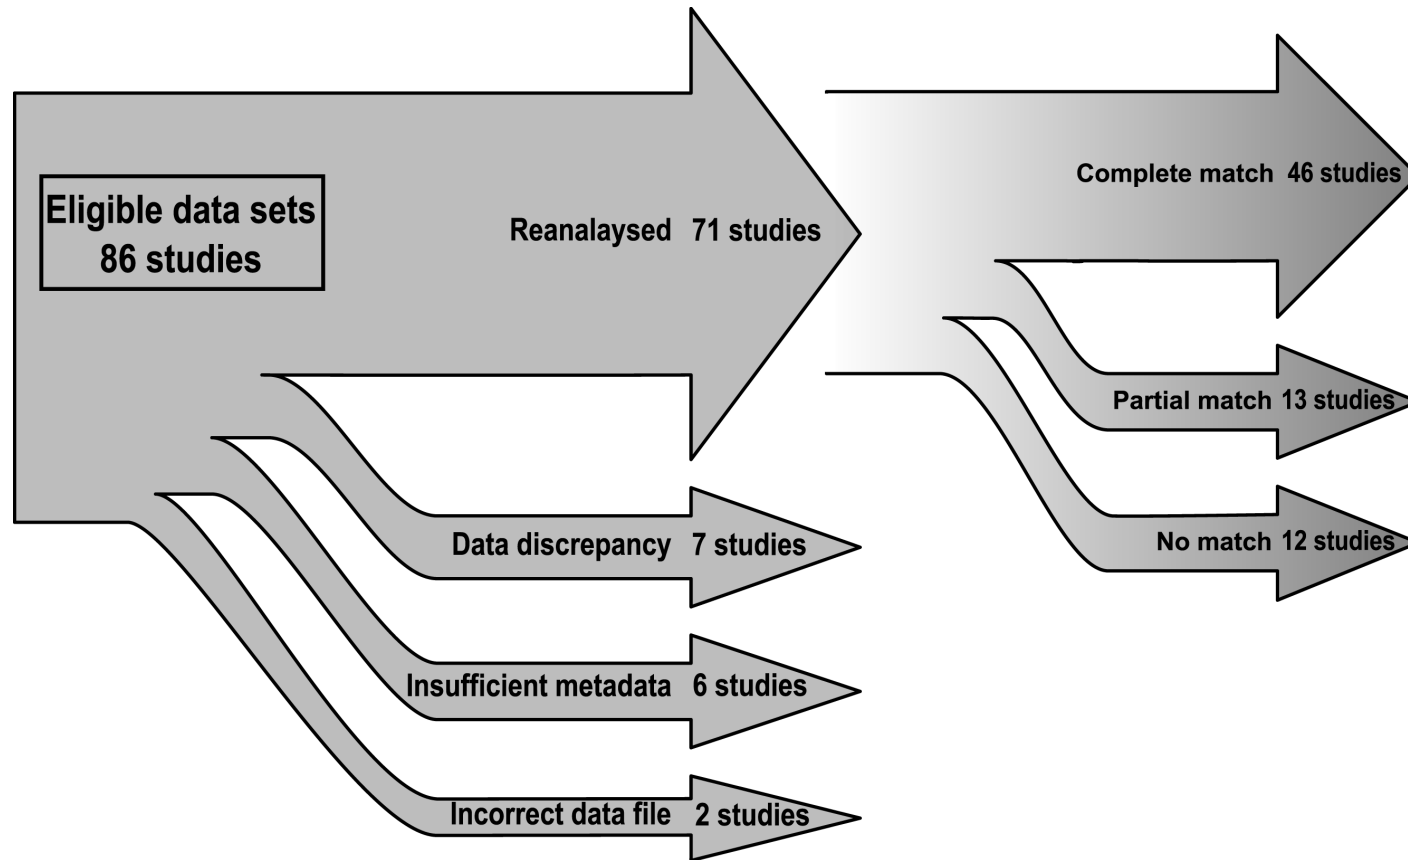 Eligible data sets
86 studies
Reanalaysed 71 studies
Data discrepancy 7 studies
Insufficient metadata 6 studies
Incorrect data file 2 studies
Complete match 46 studies
Partial match 13 studies
No match 12 studies